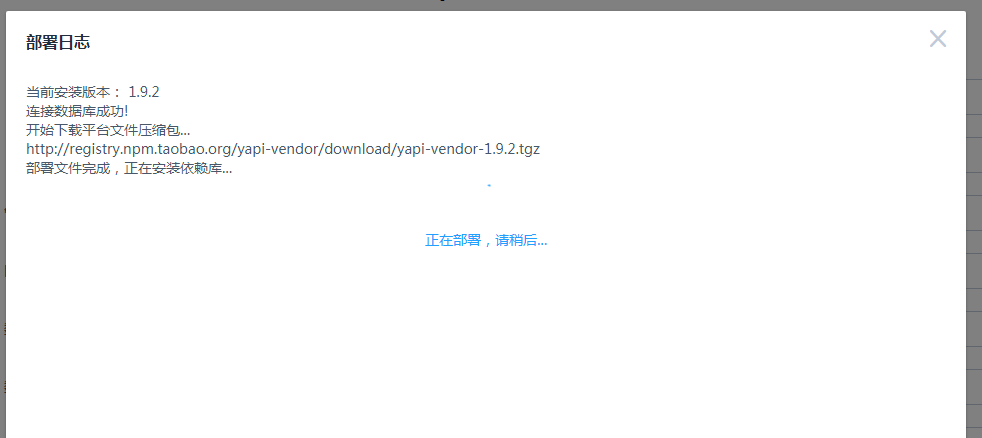 部署日志
当前安装版本： 1.9.2
连接数据库成功!
开始下载平台文件压缩包...
http://registry.npm.taobao.org/yapi-vendor/download/yapi-vendor-1.9.2.tgz
部署文件完成，正在安装依赖库...
正在部署，请稍后...